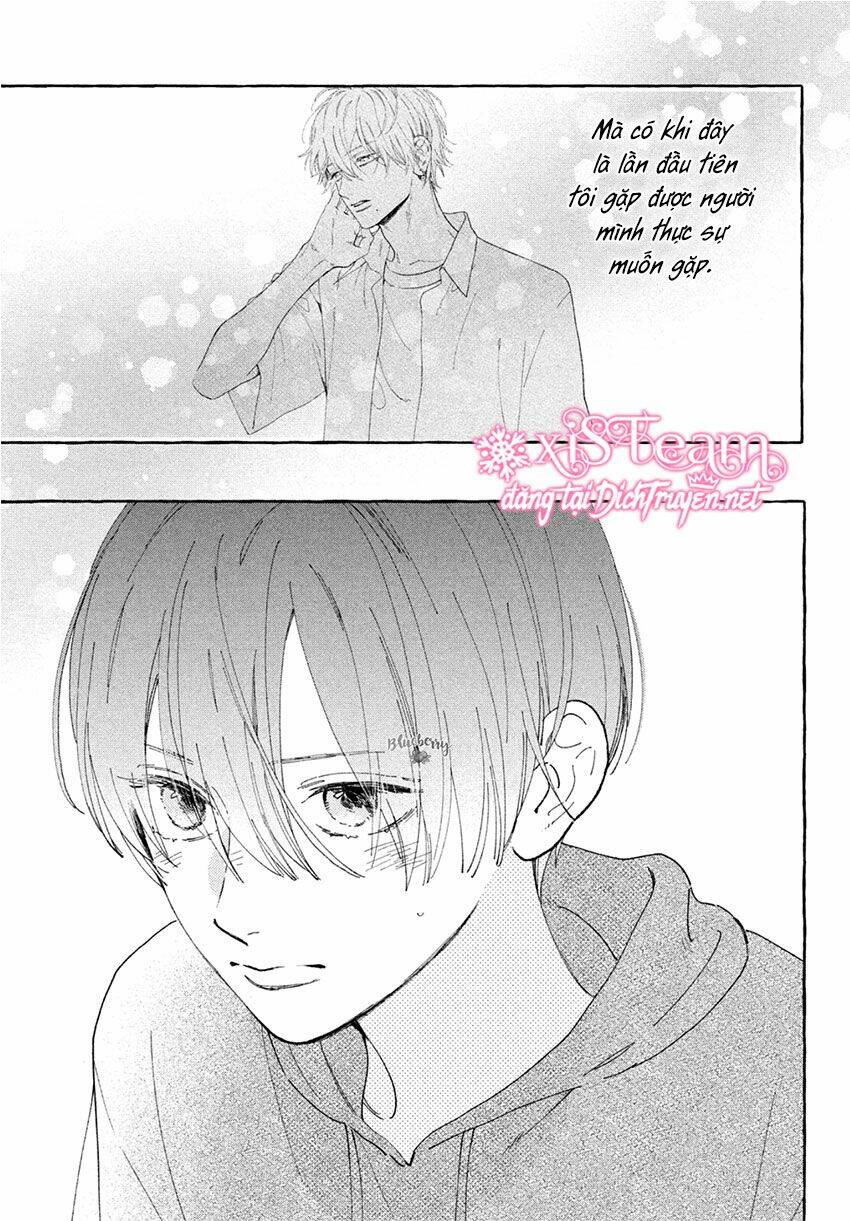 Mà có khi đây
là lần đầu tiên
tôi gặp được người
mình thực sự
muốn gặp.
xiSTeam
đăng tại DichTruyen.net
Blueberry